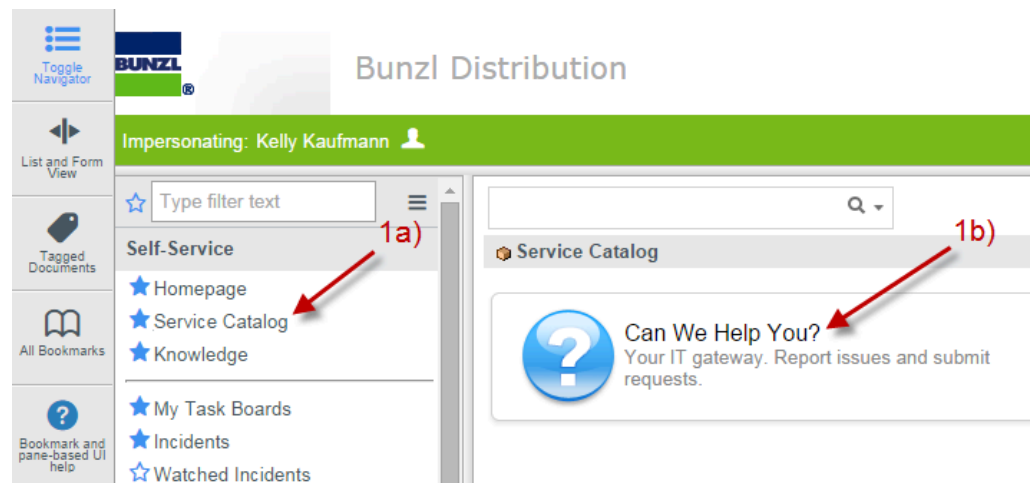 Toggle
Navigator
List and Form
View
Tagged
Documents
All Bookmarks
Bookmark and
pane-based UI
help
BUNZL
®
Bunzl Distribution
Impersonating: Kelly Kaufmann
Type filter text
1a)
Self-Service
Homepage
Service Catalog
Knowledge
My Task Boards
Incidents
Watched Incidents
1b)
Service Catalog
Can We Help You?
Your IT gateway. Report issues and submit
requests.